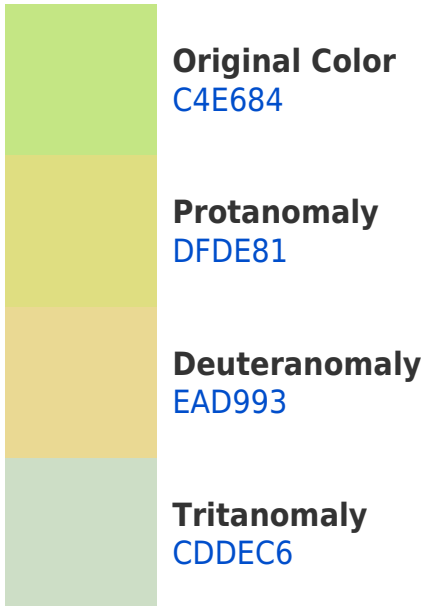 Original Color
C4E684
Protanomaly
DFDE81
Deuteranomaly
EAD993
Tritanomaly
CDDEC6